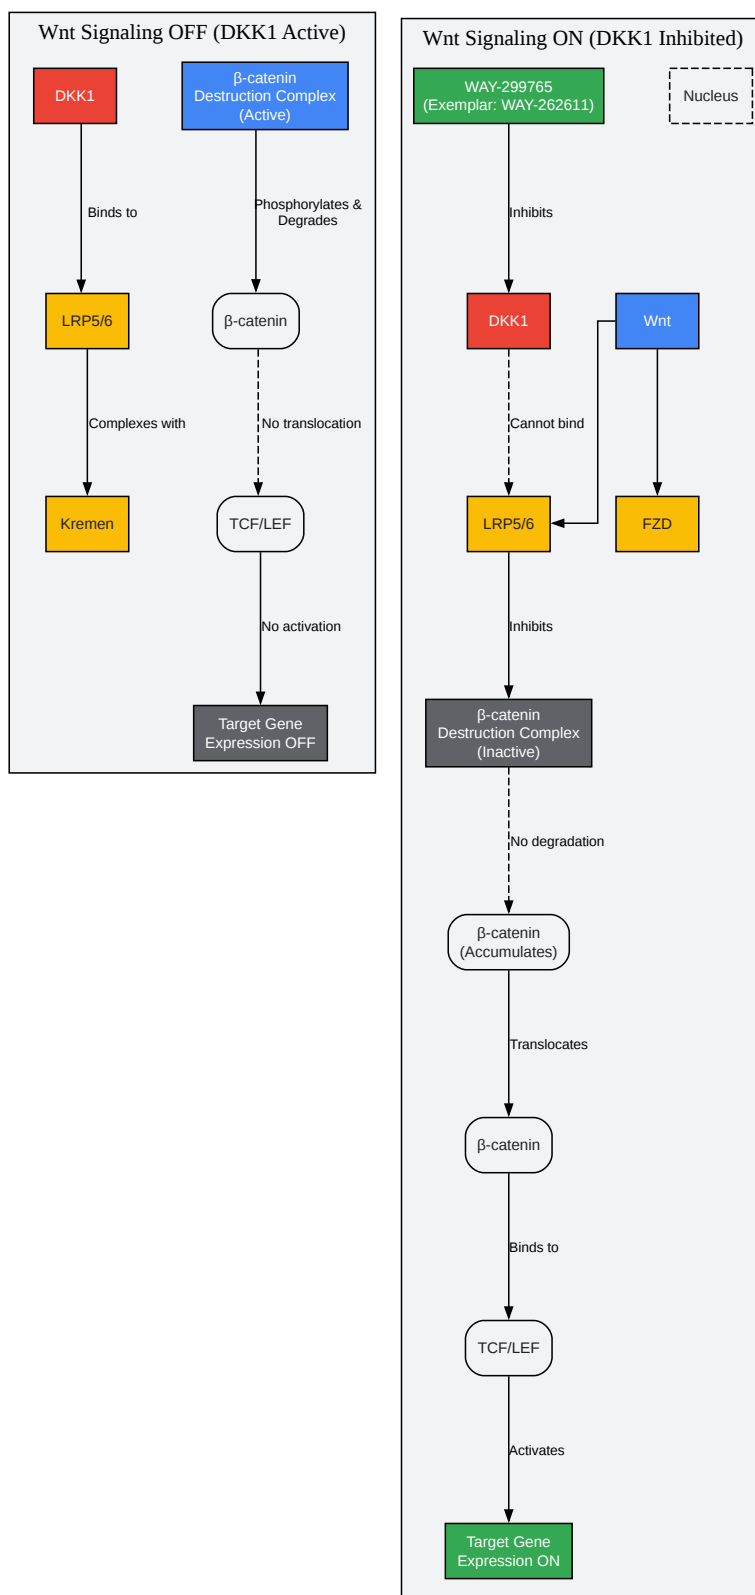 Wnt Signaling OFF (DKK1 Active)
DKK1
β-catenin
Destruction Complex
(Active)
Binds to
Phosphorylates &
Degrades
LRP5/6
β-catenin
Complexes with
No translocation
Kremen
TCF/LEF
No activation
Target Gene
Expression OFF
Wnt Signaling ON (DKK1 Inhibited)
WAY-299765
(Exemplar: WAY-262611)
Nucleus
Inhibits
DKK1
Wnt
Cannot bind
LRP5/6
FZD
Inhibits
β-catenin
Destruction Complex
(Inactive)
No degradation
β-catenin
(Accumulates)
Translocates
β-catenin
Binds to
TCF/LEF
Activates
Target Gene
Expression ON